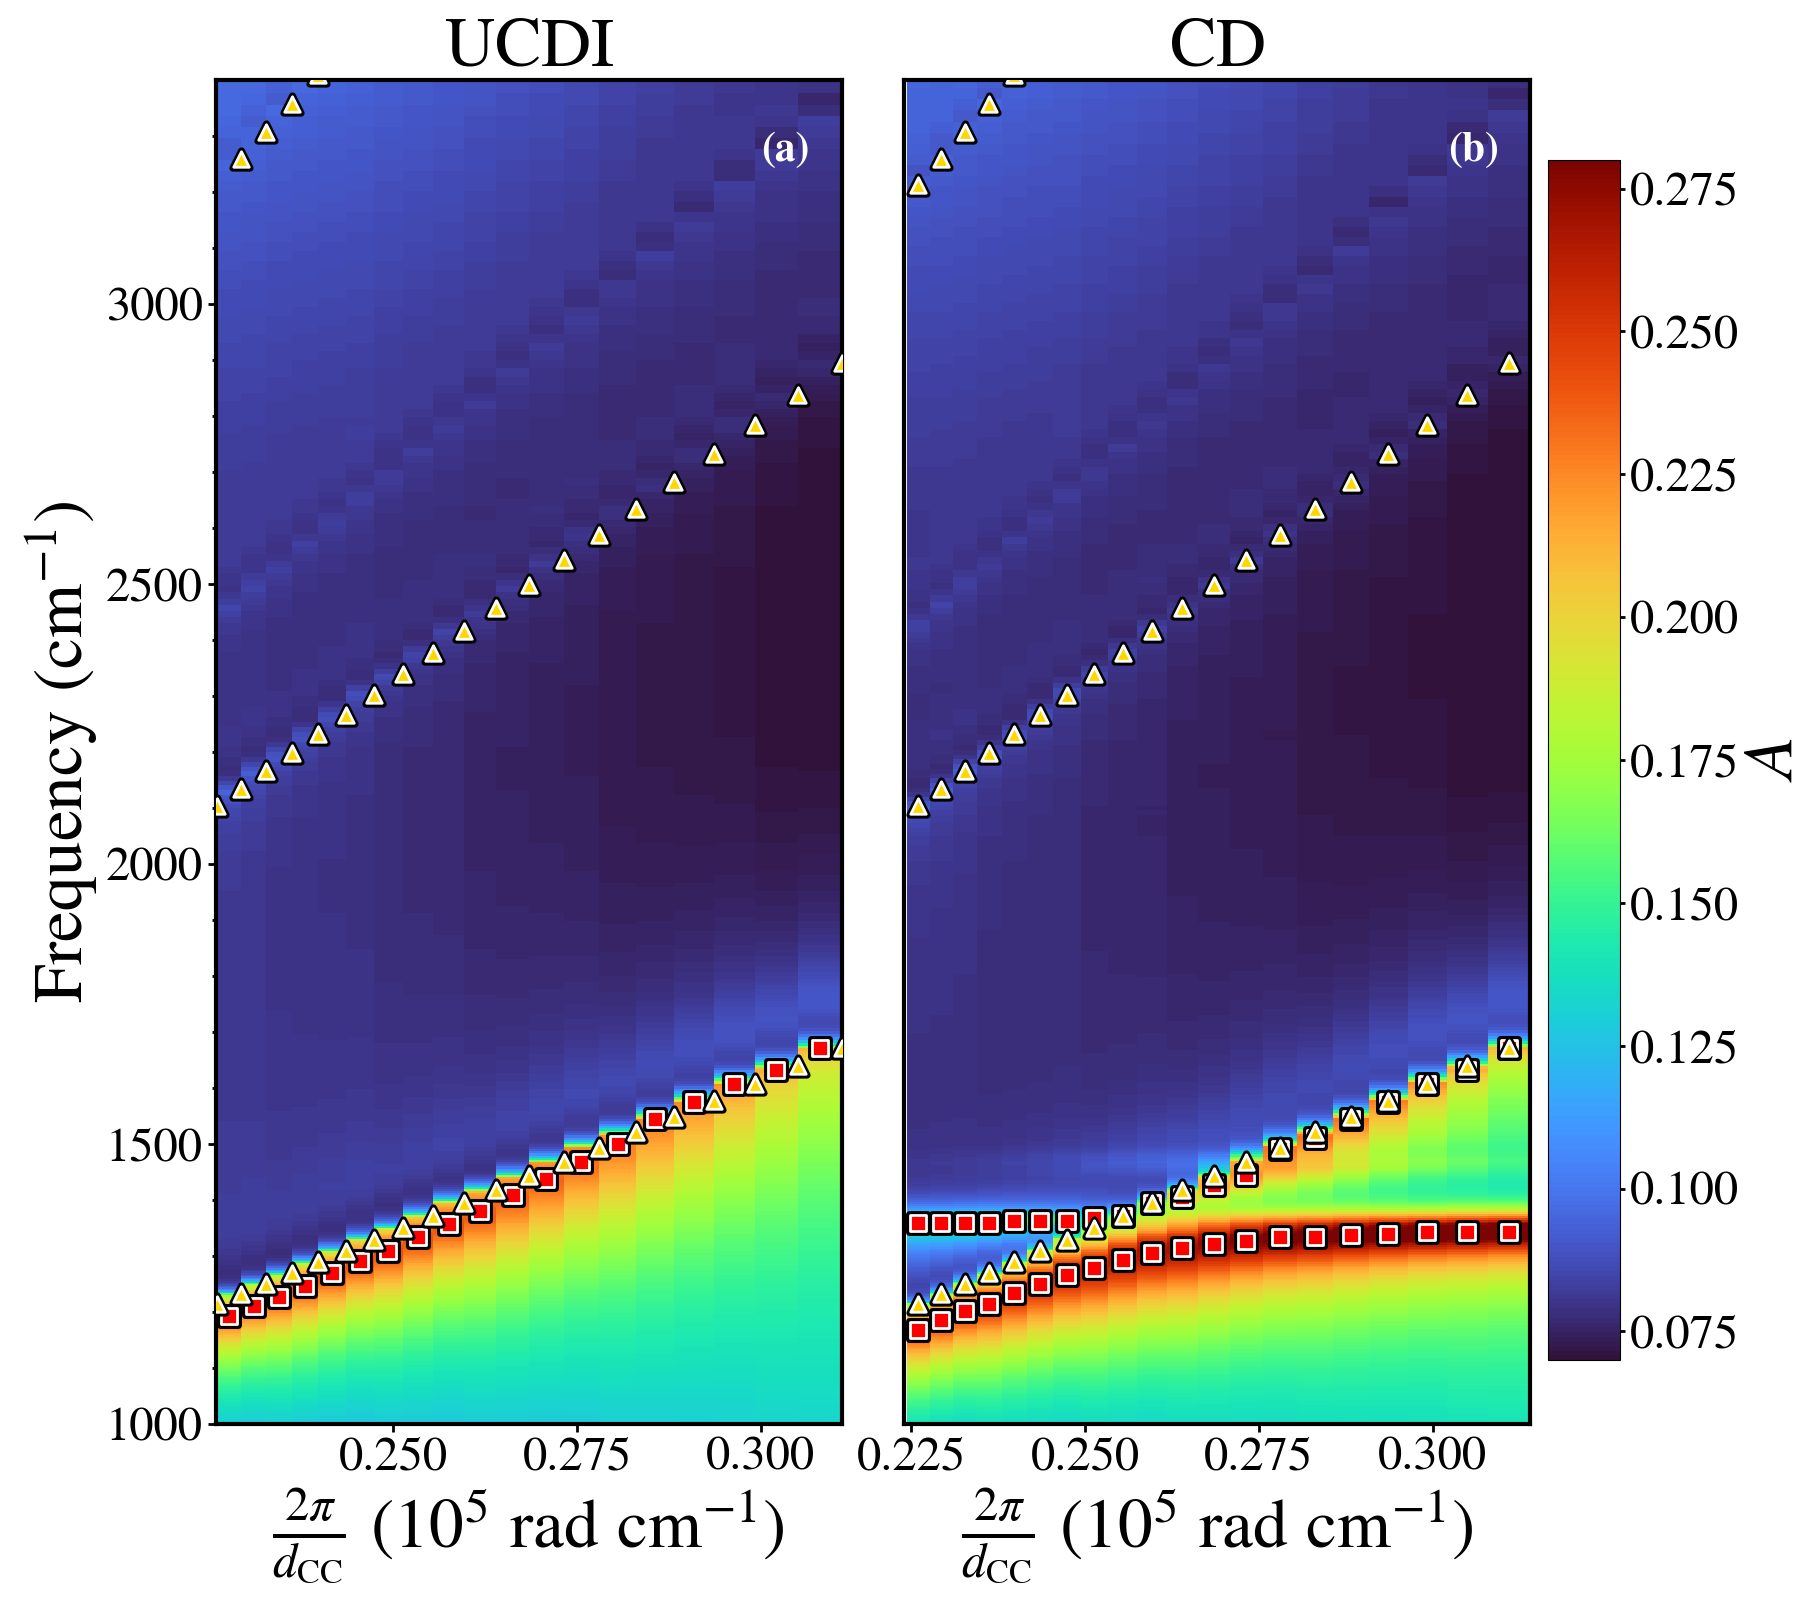 UCDI
CD
(a)
(b)
Frequency (cm⁻¹)
3000
2500
2000
1500
1000
0.250
0.275
0.300
0.225
0.250
0.275
0.300
2π/d_CC (10⁵ rad cm⁻¹)
2π/d_CC (10⁵ rad cm⁻¹)
0.275
0.250
0.225
0.200
0.175
0.150
0.125
0.100
0.075
A